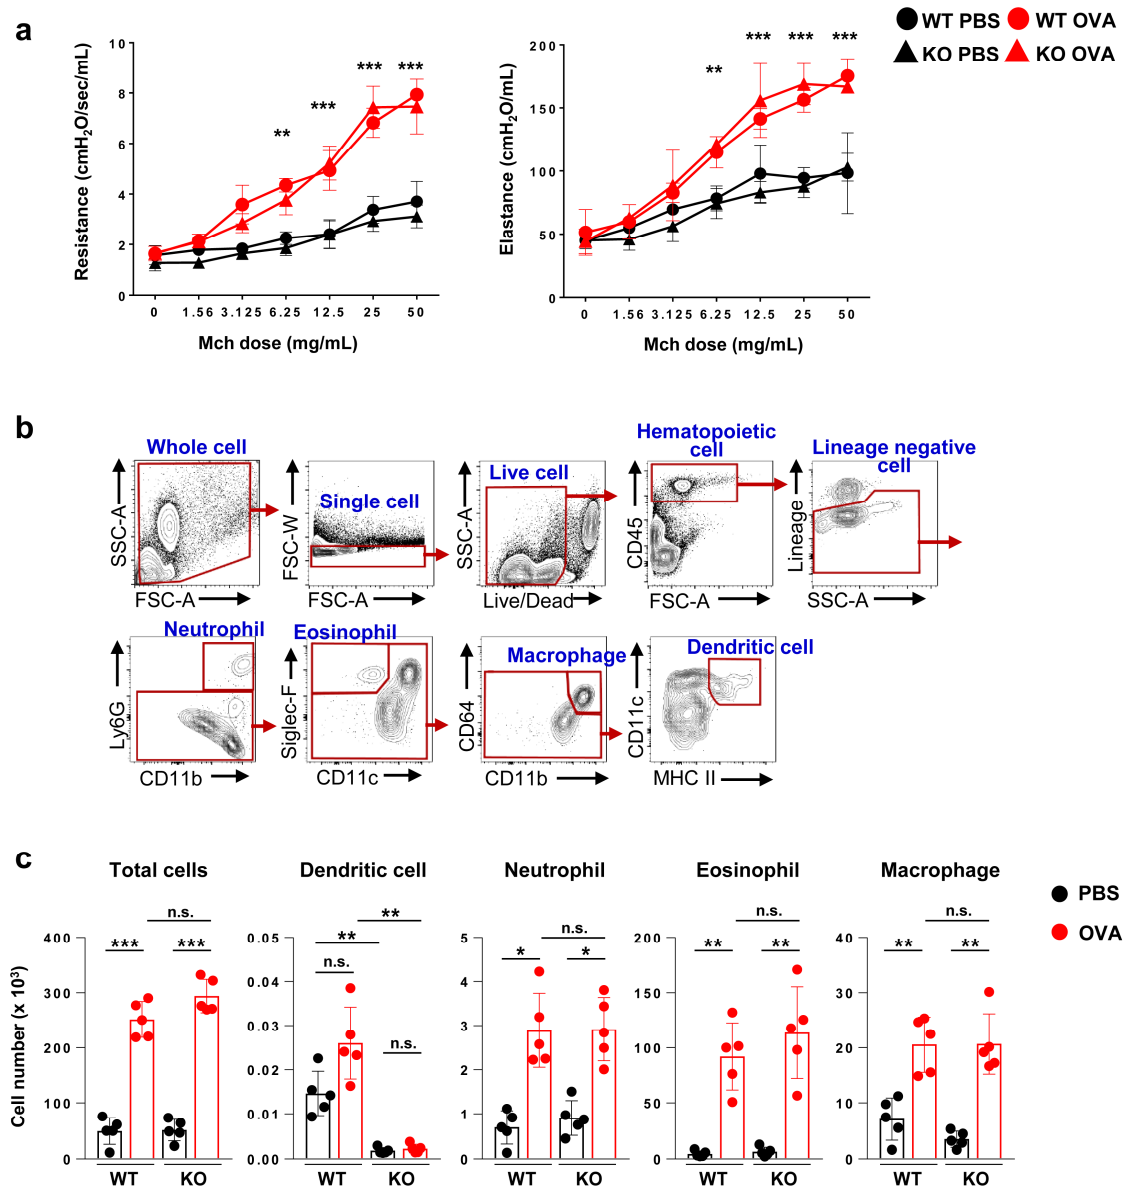 a
WT PBS
WT OVA
KO PBS
KO OVA
10
8
6
4
2
0
Resistance (cmH2O/sec/mL)
**
***
***
***
0 1.56 3.125 6.25 12.5 25 50
Mch dose (mg/mL)
200
150
100
50
0
Elastance (cmH2O/mL)
**
***
***
***
0 1.56 3.125 6.25 12.5 25 50
Mch dose (mg/mL)
b
Whole cell
SSC-A
FSC-A
Single cell
FSC-W
FSC-A
Live cell
SSC-A
Live/Dead
Hematopoietic
cell
CD45
FSC-A
Lineage negative
cell
Lineage
SSC-A
Neutrophil
Ly6G
CD11b
Eosinophil
Siglec-F
CD11c
Macrophage
CD64
CD11b
Dendritic cell
CD11c
MHC II
c
PBS
OVA
Cell number (x 10³)
Total cells
n.s.
***
***
400
300
200
100
0
WT KO
Dendritic cell
**
**
n.s.
n.s.
0.05
0.04
0.03
0.02
0.01
0.00
WT KO
Neutrophil
n.s.
*
*
5
4
3
2
1
0
WT KO
Eosinophil
n.s.
**
**
200
150
100
50
0
WT KO
Macrophage
n.s.
**
**
40
30
20
10
0
WT KO